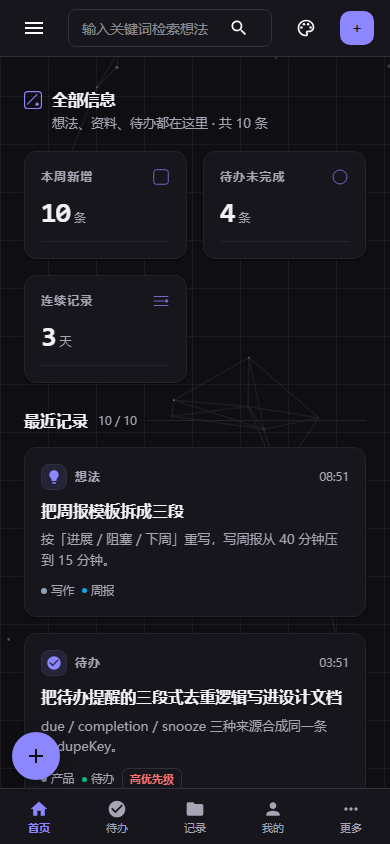 输入关键词检索想法
+
全部信息
想法、资料、待办都在这里 · 共 10 条
本周新增
10 条
待办未完成
4 条
连续记录
3 天
最近记录 10 / 10
想法 08:51
把周报模板拆成三段
按「进展 / 阻塞 / 下周」重写，写周报从 40 分钟压
到 15 分钟。
写作 周报
待办 03:51
把待办提醒的三段式去重逻辑写进设计文档
due / completion / snooze 三种来源合成同一条
dupeKey。
产品 待办 高优先级
+
首页 待办 记录 我的 更多